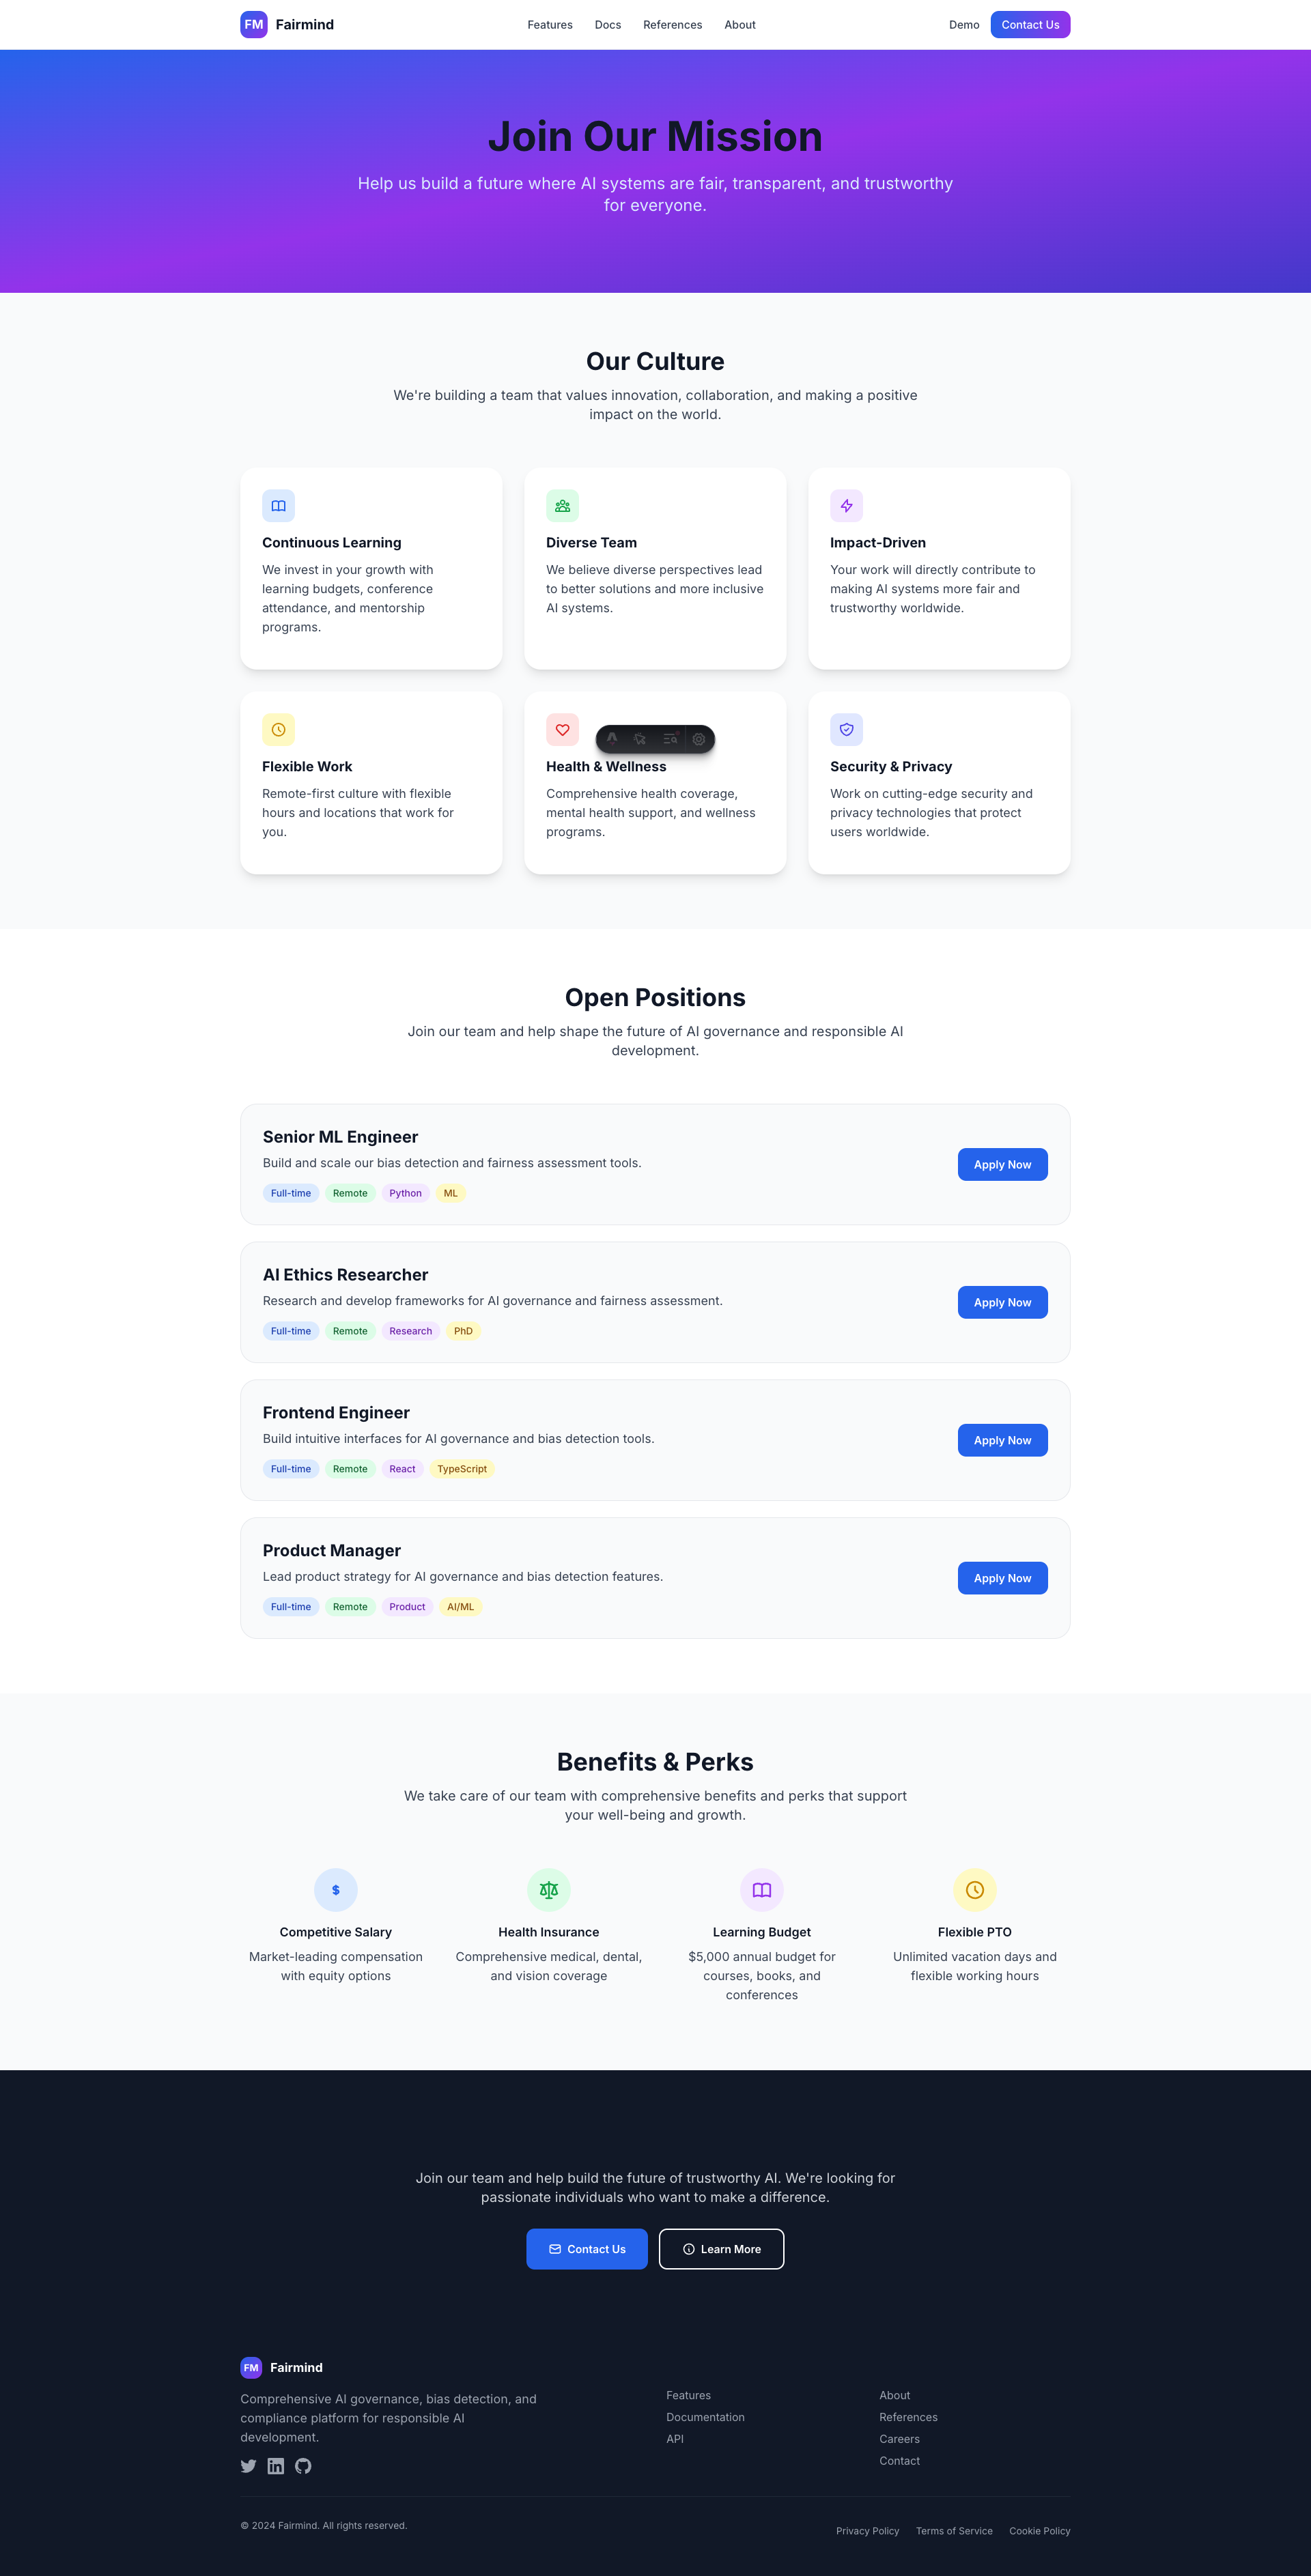 FM Fairmind Features Docs References About Demo Contact Us
Join Our Mission
Help us build a future where AI systems are fair, transparent, and trustworthy
for everyone.
Our Culture
We're building a team that values innovation, collaboration, and making a positive
impact on the world.
Continuous Learning
We invest in your growth with
learning budgets, conference
attendance, and mentorship
programs.
Diverse Team
We believe diverse perspectives lead
to better solutions and more inclusive
AI systems.
Impact-Driven
Your work will directly contribute to
making AI systems more fair and
trustworthy worldwide.
Flexible Work
Remote-first culture with flexible
hours and locations that work for
you.
Health & Wellness
Comprehensive health coverage,
mental health support, and wellness
programs.
Security & Privacy
Work on cutting-edge security and
privacy technologies that protect
users worldwide.
Open Positions
Join our team and help shape the future of AI governance and responsible AI
development.
Senior ML Engineer
Build and scale our bias detection and fairness assessment tools.
Full-time Remote Python ML
Apply Now
AI Ethics Researcher
Research and develop frameworks for AI governance and fairness assessment.
Full-time Remote Research PhD
Apply Now
Frontend Engineer
Build intuitive interfaces for AI governance and bias detection tools.
Full-time Remote React TypeScript
Apply Now
Product Manager
Lead product strategy for AI governance and bias detection features.
Full-time Remote Product AI/ML
Apply Now
Benefits & Perks
We take care of our team with comprehensive benefits and perks that support
your well-being and growth.
$
Competitive Salary
Market-leading compensation
with equity options
Health Insurance
Comprehensive medical, dental,
and vision coverage
Learning Budget
$5,000 annual budget for
courses, books, and
conferences
Flexible PTO
Unlimited vacation days and
flexible working hours
Join our team and help build the future of trustworthy AI. We're looking for
passionate individuals who want to make a difference.
Contact Us Learn More
FM Fairmind
Comprehensive AI governance, bias detection, and
compliance platform for responsible AI
development.
Features
Documentation
API
About
References
Careers
Contact
© 2024 Fairmind. All rights reserved.
Privacy Policy Terms of Service Cookie Policy